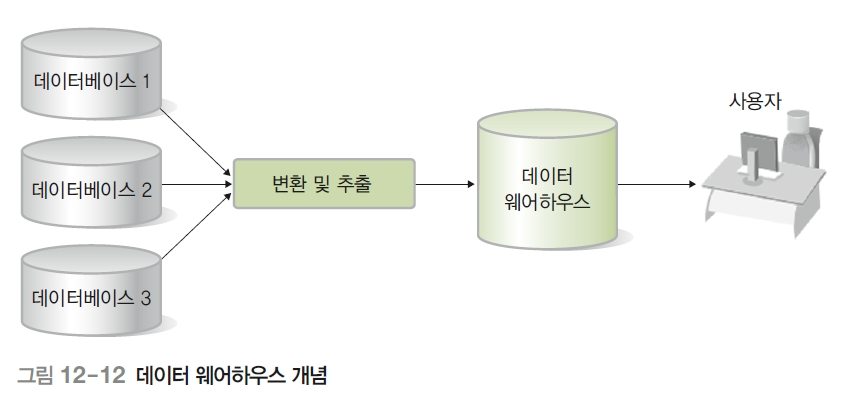 데이터베이스 1
데이터베이스 2
데이터베이스 3
변환 및 추출
데이터
웨어하우스
사용자
그림 12-12 데이터 웨어하우스 개념